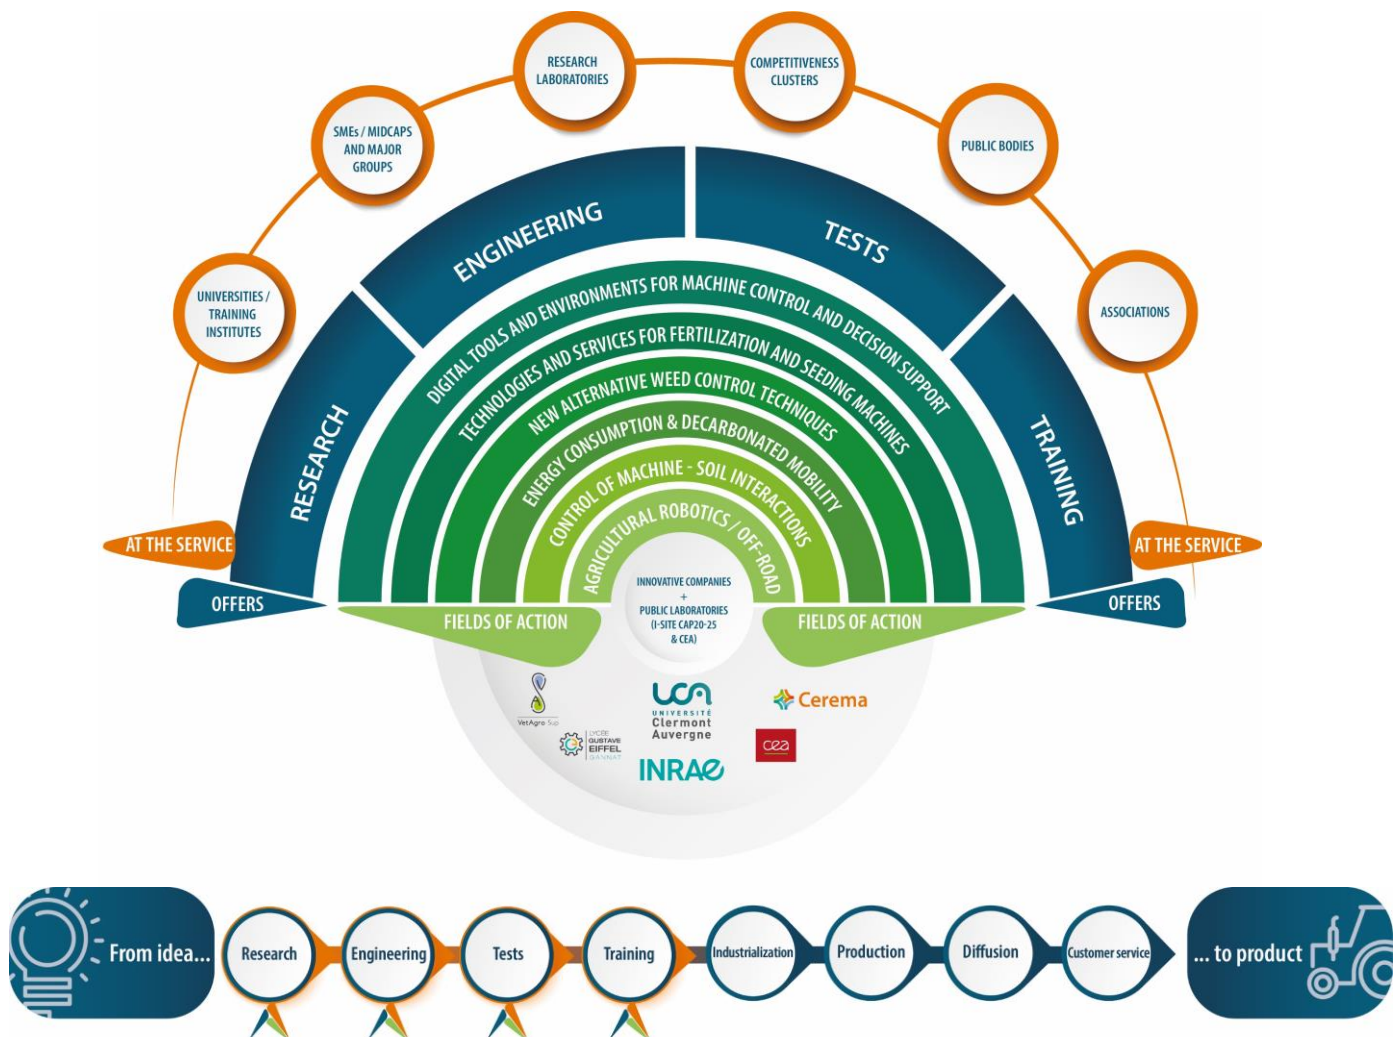 RESEARCH
LABORATORIES
COMPETITIVENESS
CLUSTERS
SMEs / MIDCAPS
AND MAJOR
GROUPS
PUBLIC BODIES
UNIVERSITIES /
TRAINING
INSTITUTES
ASSOCIATIONS
RESEARCH
ENGINEERING
TESTS
TRAINING
DIGITAL TOOLS AND ENVIRONMENTS FOR MACHINE CONTROL AND DECISION SUPPORT
TECHNOLOGIES AND SERVICES FOR FERTILIZATION AND SEEDING MACHINES
NEW ALTERNATIVE WEED CONTROL TECHNIQUES
ENERGY CONSUMPTION & DECARBONATED MOBILITY
CONTROL OF MACHINE - SOIL INTERACTIONS
AGRICULTURAL ROBOTICS / OFF-ROAD
AT THE SERVICE
AT THE SERVICE
OFFERS
OFFERS
FIELDS OF ACTION
FIELDS OF ACTION
INNOVATIVE COMPANIES
+
PUBLIC LABORATORIES
(I-SITE CAP20-25
& CEA)
VetAgro Sup
UCA
UNIVERSITÉ
Clermont
Auvergne
Cerema
LYCÉE
GUSTAVE
EIFFEL
GANNAT
cea
INRAE
From idea...
Research
Engineering
Tests
Training
Industrialization
Production
Diffusion
Customer service
... to product